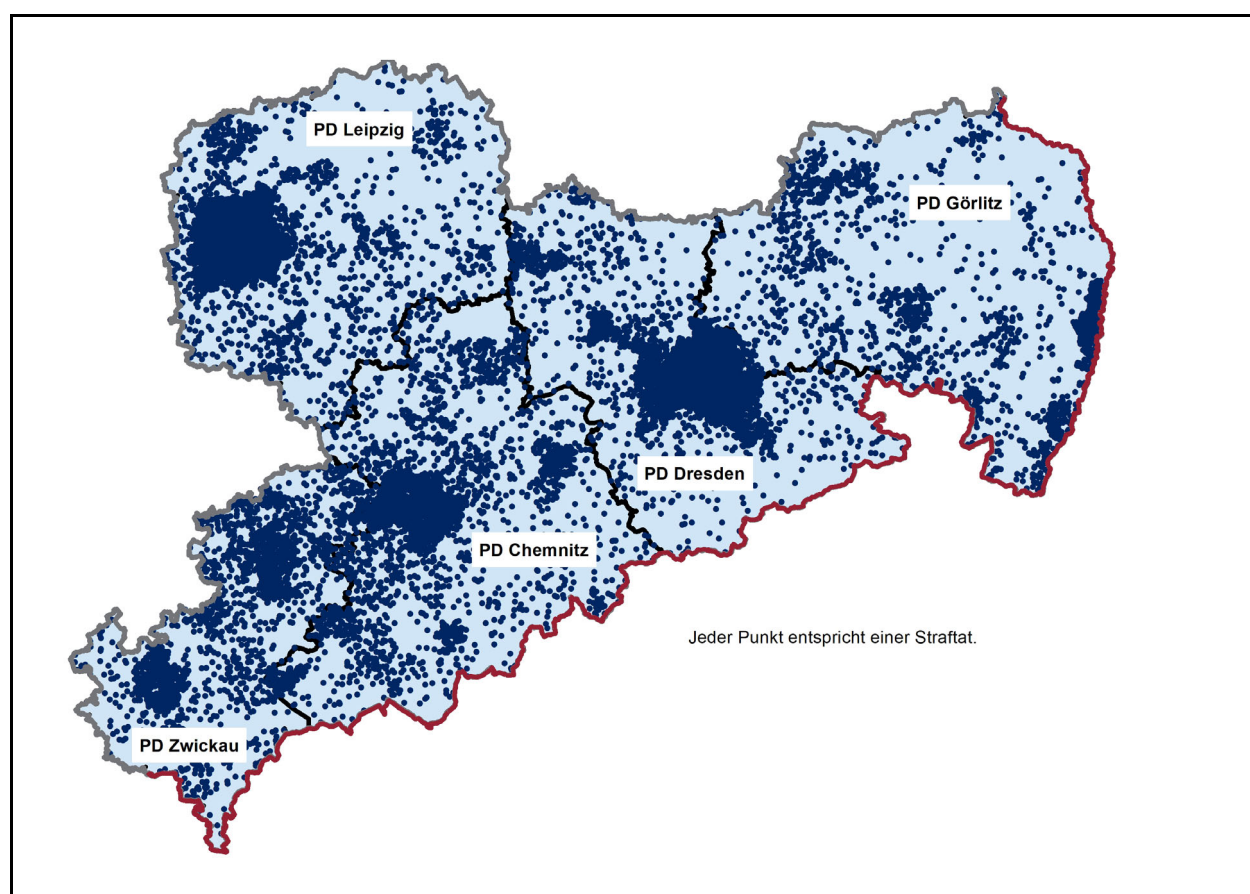 PD Leipzig
PD Görlitz
PD Dresden
PD Chemnitz
Jeder Punkt entspricht einer Straftat.
PD Zwickau